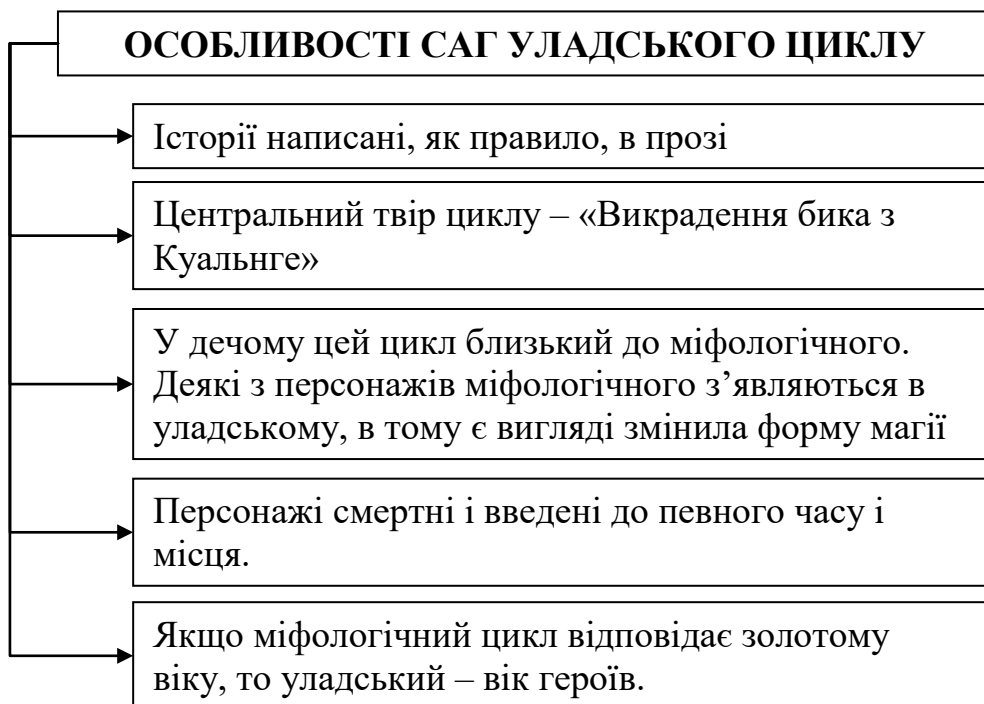 ОСОБЛИВОСТІ САГ УЛАДСЬКОГО ЦИКЛУ
Історії написані, як правило, в прозі
Центральний твір циклу – «Викрадення бика з
Куальнге»
У дечому цей цикл близький до міфологічного.
Деякі з персонажів міфологічного з’являються в
уладському, в тому є вигляді змінила форму магії
Персонажі смертні і введені до певного часу і
місця.
Якщо міфологічний цикл відповідає золотому
віку, то уладський – вік героїв.